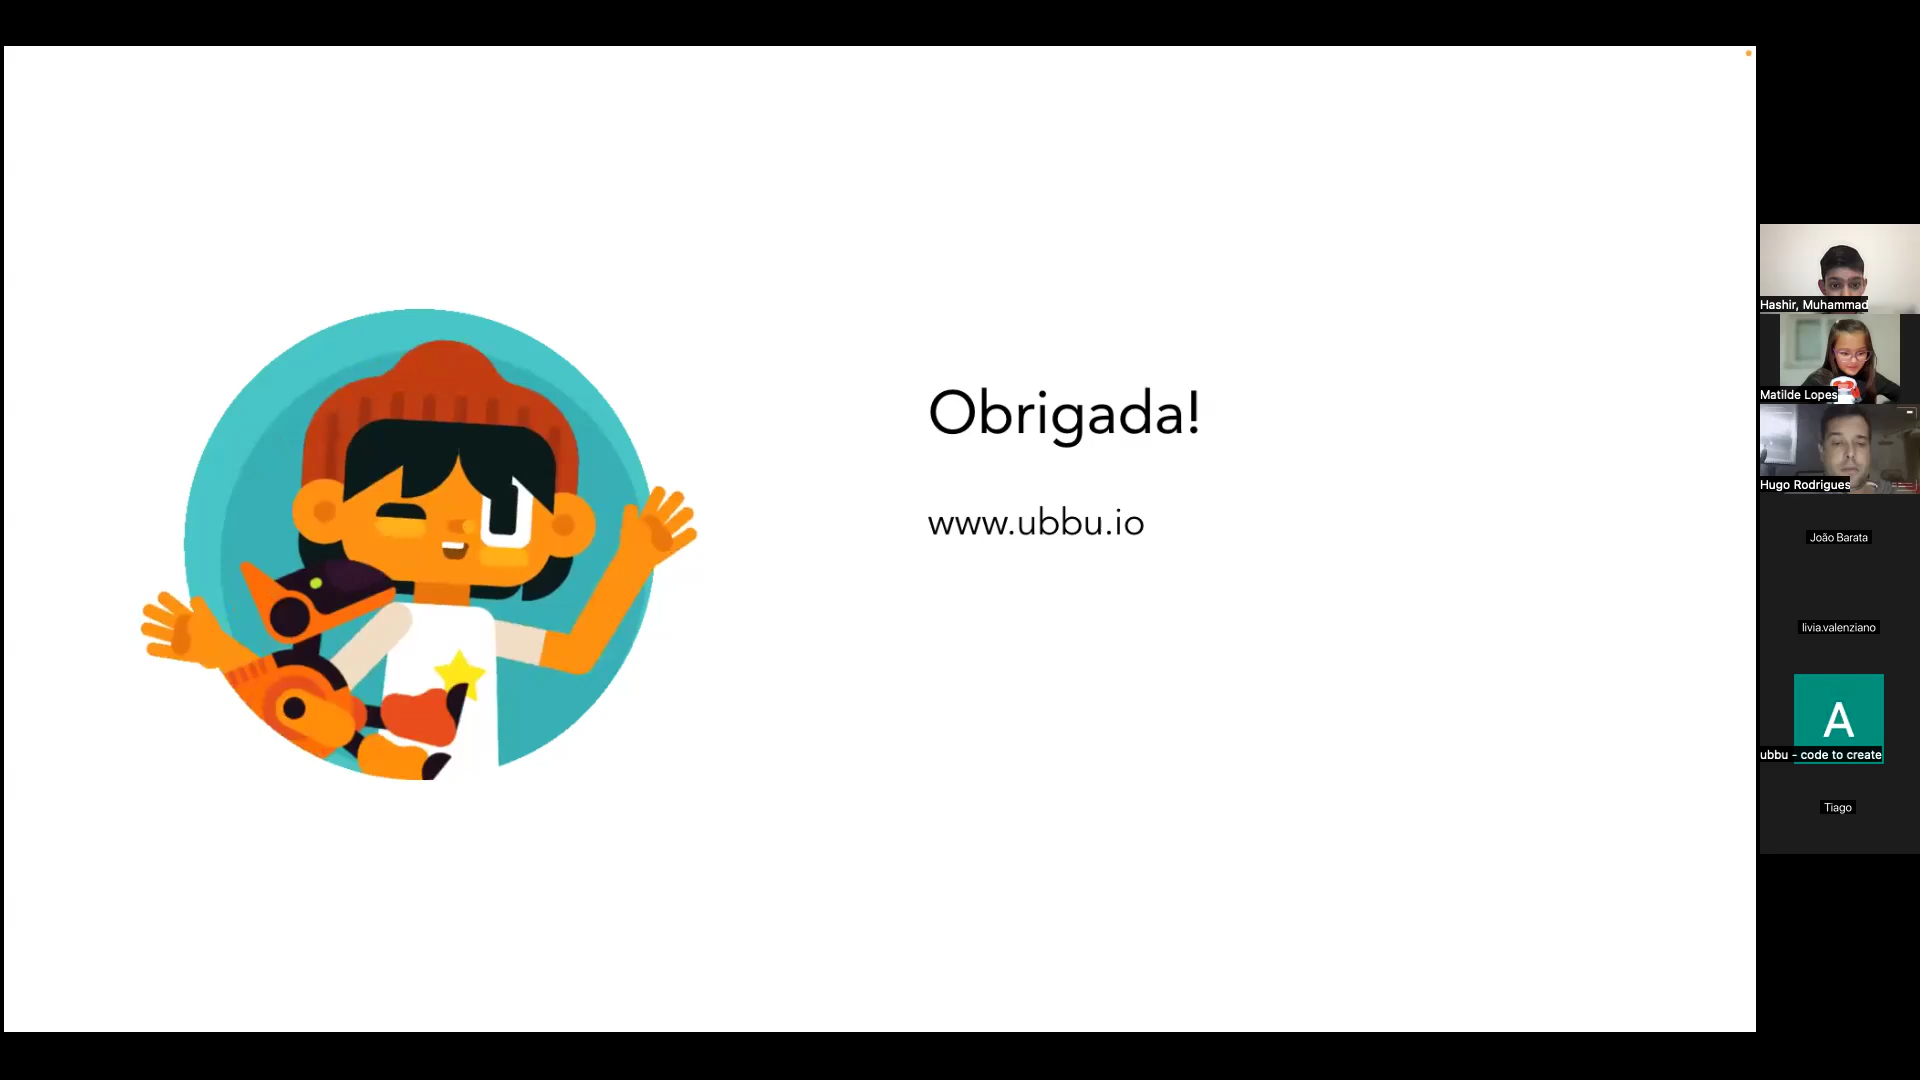 Obrigada!
www.ubbu.io
Hashir, Muhammad
Matilde Lopes
Hugo Rodrigues
João Barata
livia.valenziano
A
ubbu - code to create
Tiago